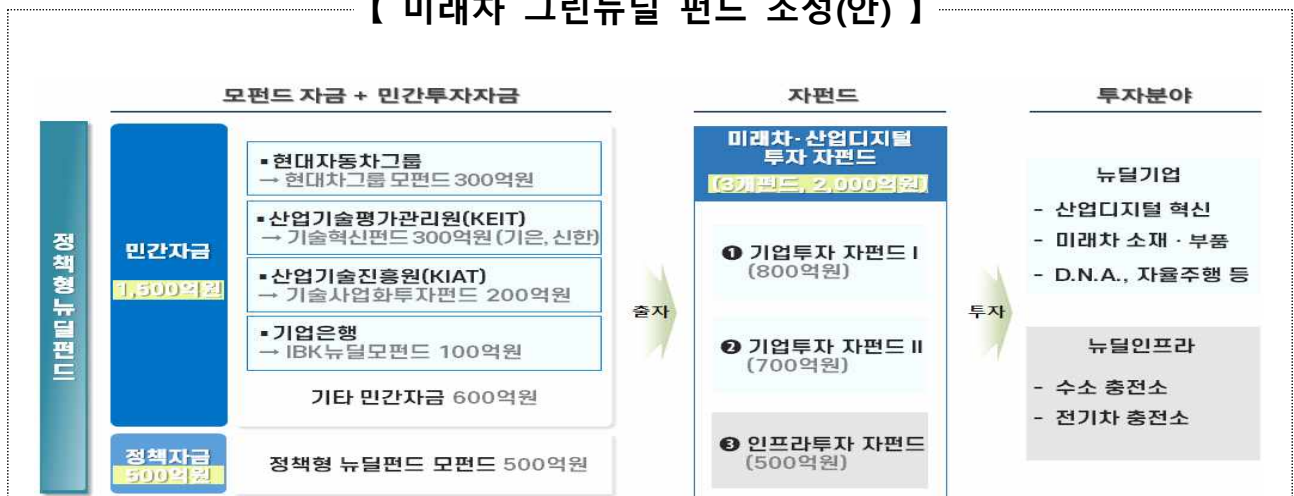 【 미래차 그린뉴딜 펀드 조성(안) 】
모펀드 자금 + 민간투자자금
자펀드
투자분야
정책형뉴딜펀드
민간자금
1,500억원
▪현대자동차그룹
→ 현대차그룹 모펀드 300억원
▪산업기술평가관리원(KEIT)
→ 기술혁신펀드 300억원 (기은, 신한)
▪산업기술진흥원(KIAT)
→ 기술사업화투자펀드 200억원
▪기업은행
→ IBK뉴딜모펀드 100억원
기타 민간자금 600억원
정책자금
500억원
정책형 뉴딜펀드 모펀드 500억원
출자
미래차·산업디지털
투자 자펀드
(3개펀드, 2,000억원)
❶ 기업투자 자펀드 I
(800억원)
❷ 기업투자 자펀드 II
(700억원)
❸ 인프라투자 자펀드
(500억원)
투자
뉴딜기업
- 산업디지털 혁신
- 미래차 소재 · 부품
- D.N.A., 자율주행 등
뉴딜인프라
- 수소 충전소
- 전기차 충전소